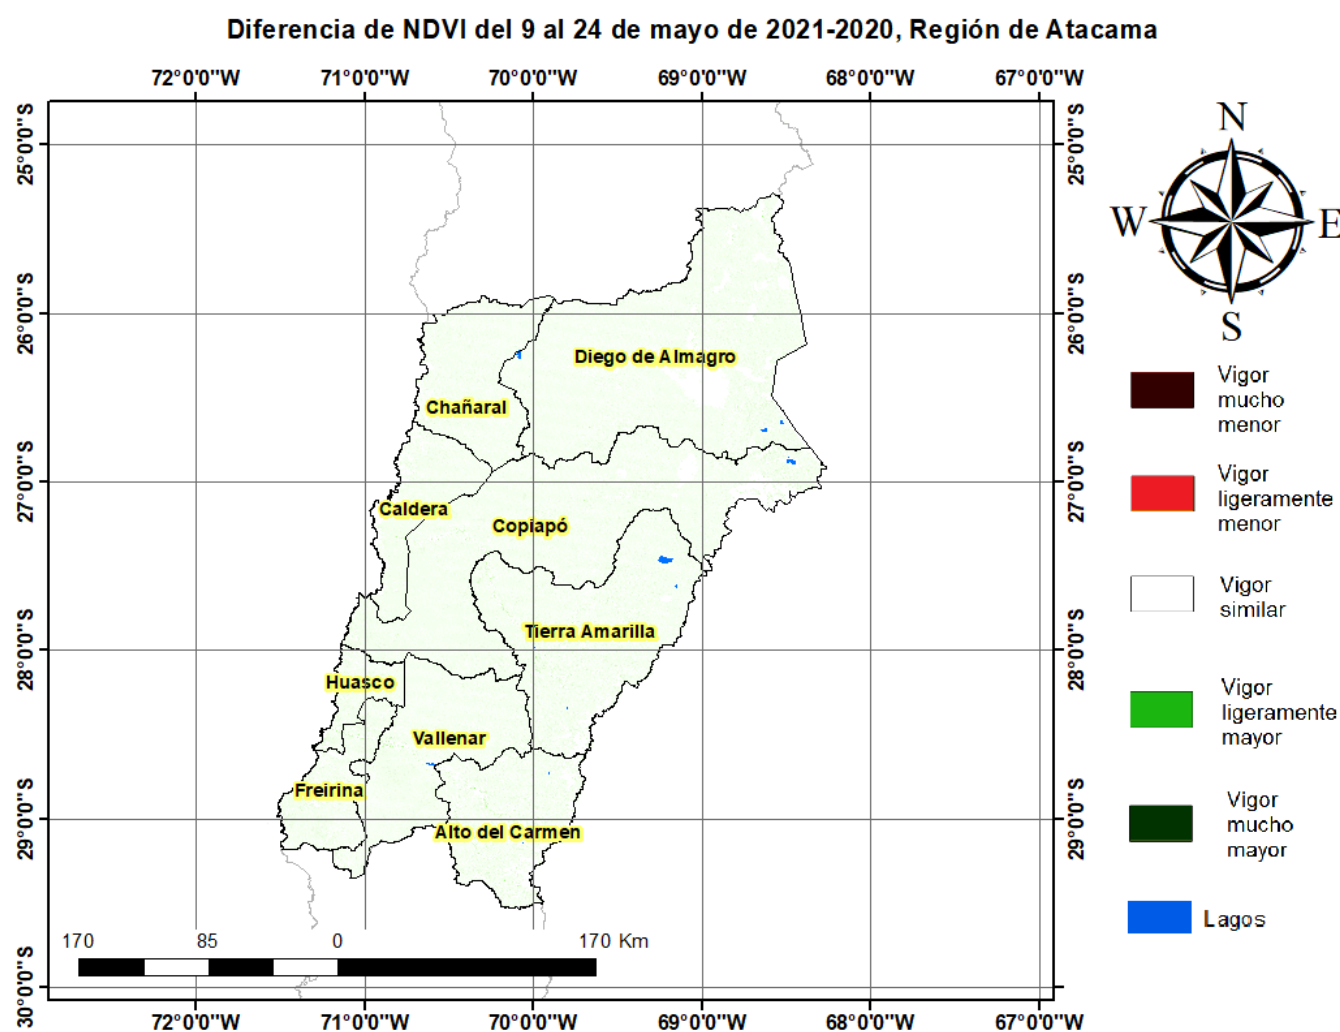 Diferencia de NDVI del 9 al 24 de mayo de 2021-2020, Región de Atacama
72°0'0"W 71°0'0"W 70°0'0"W 69°0'0"W 68°0'0"W 67°0'0"W
25°0'0"S 25°0'0"S
26°0'0"S 26°0'0"S
27°0'0"S 27°0'0"S
28°0'0"S 28°0'0"S
29°0'0"S 29°0'0"S
30°0'0"S
Diego de Almagro
Chañaral
Caldera
Copiapó
Tierra Amarilla
Huasco
Vallenar
Freirina
Alto del Carmen
170 85 0 170 Km
72°0'0"W 71°0'0"W 70°0'0"W 69°0'0"W 68°0'0"W 67°0'0"W
N
W E
S
Vigor
mucho
menor
Vigor
ligeramente
menor
Vigor
similar
Vigor
ligeramente
mayor
Vigor
mucho
mayor
Lagos